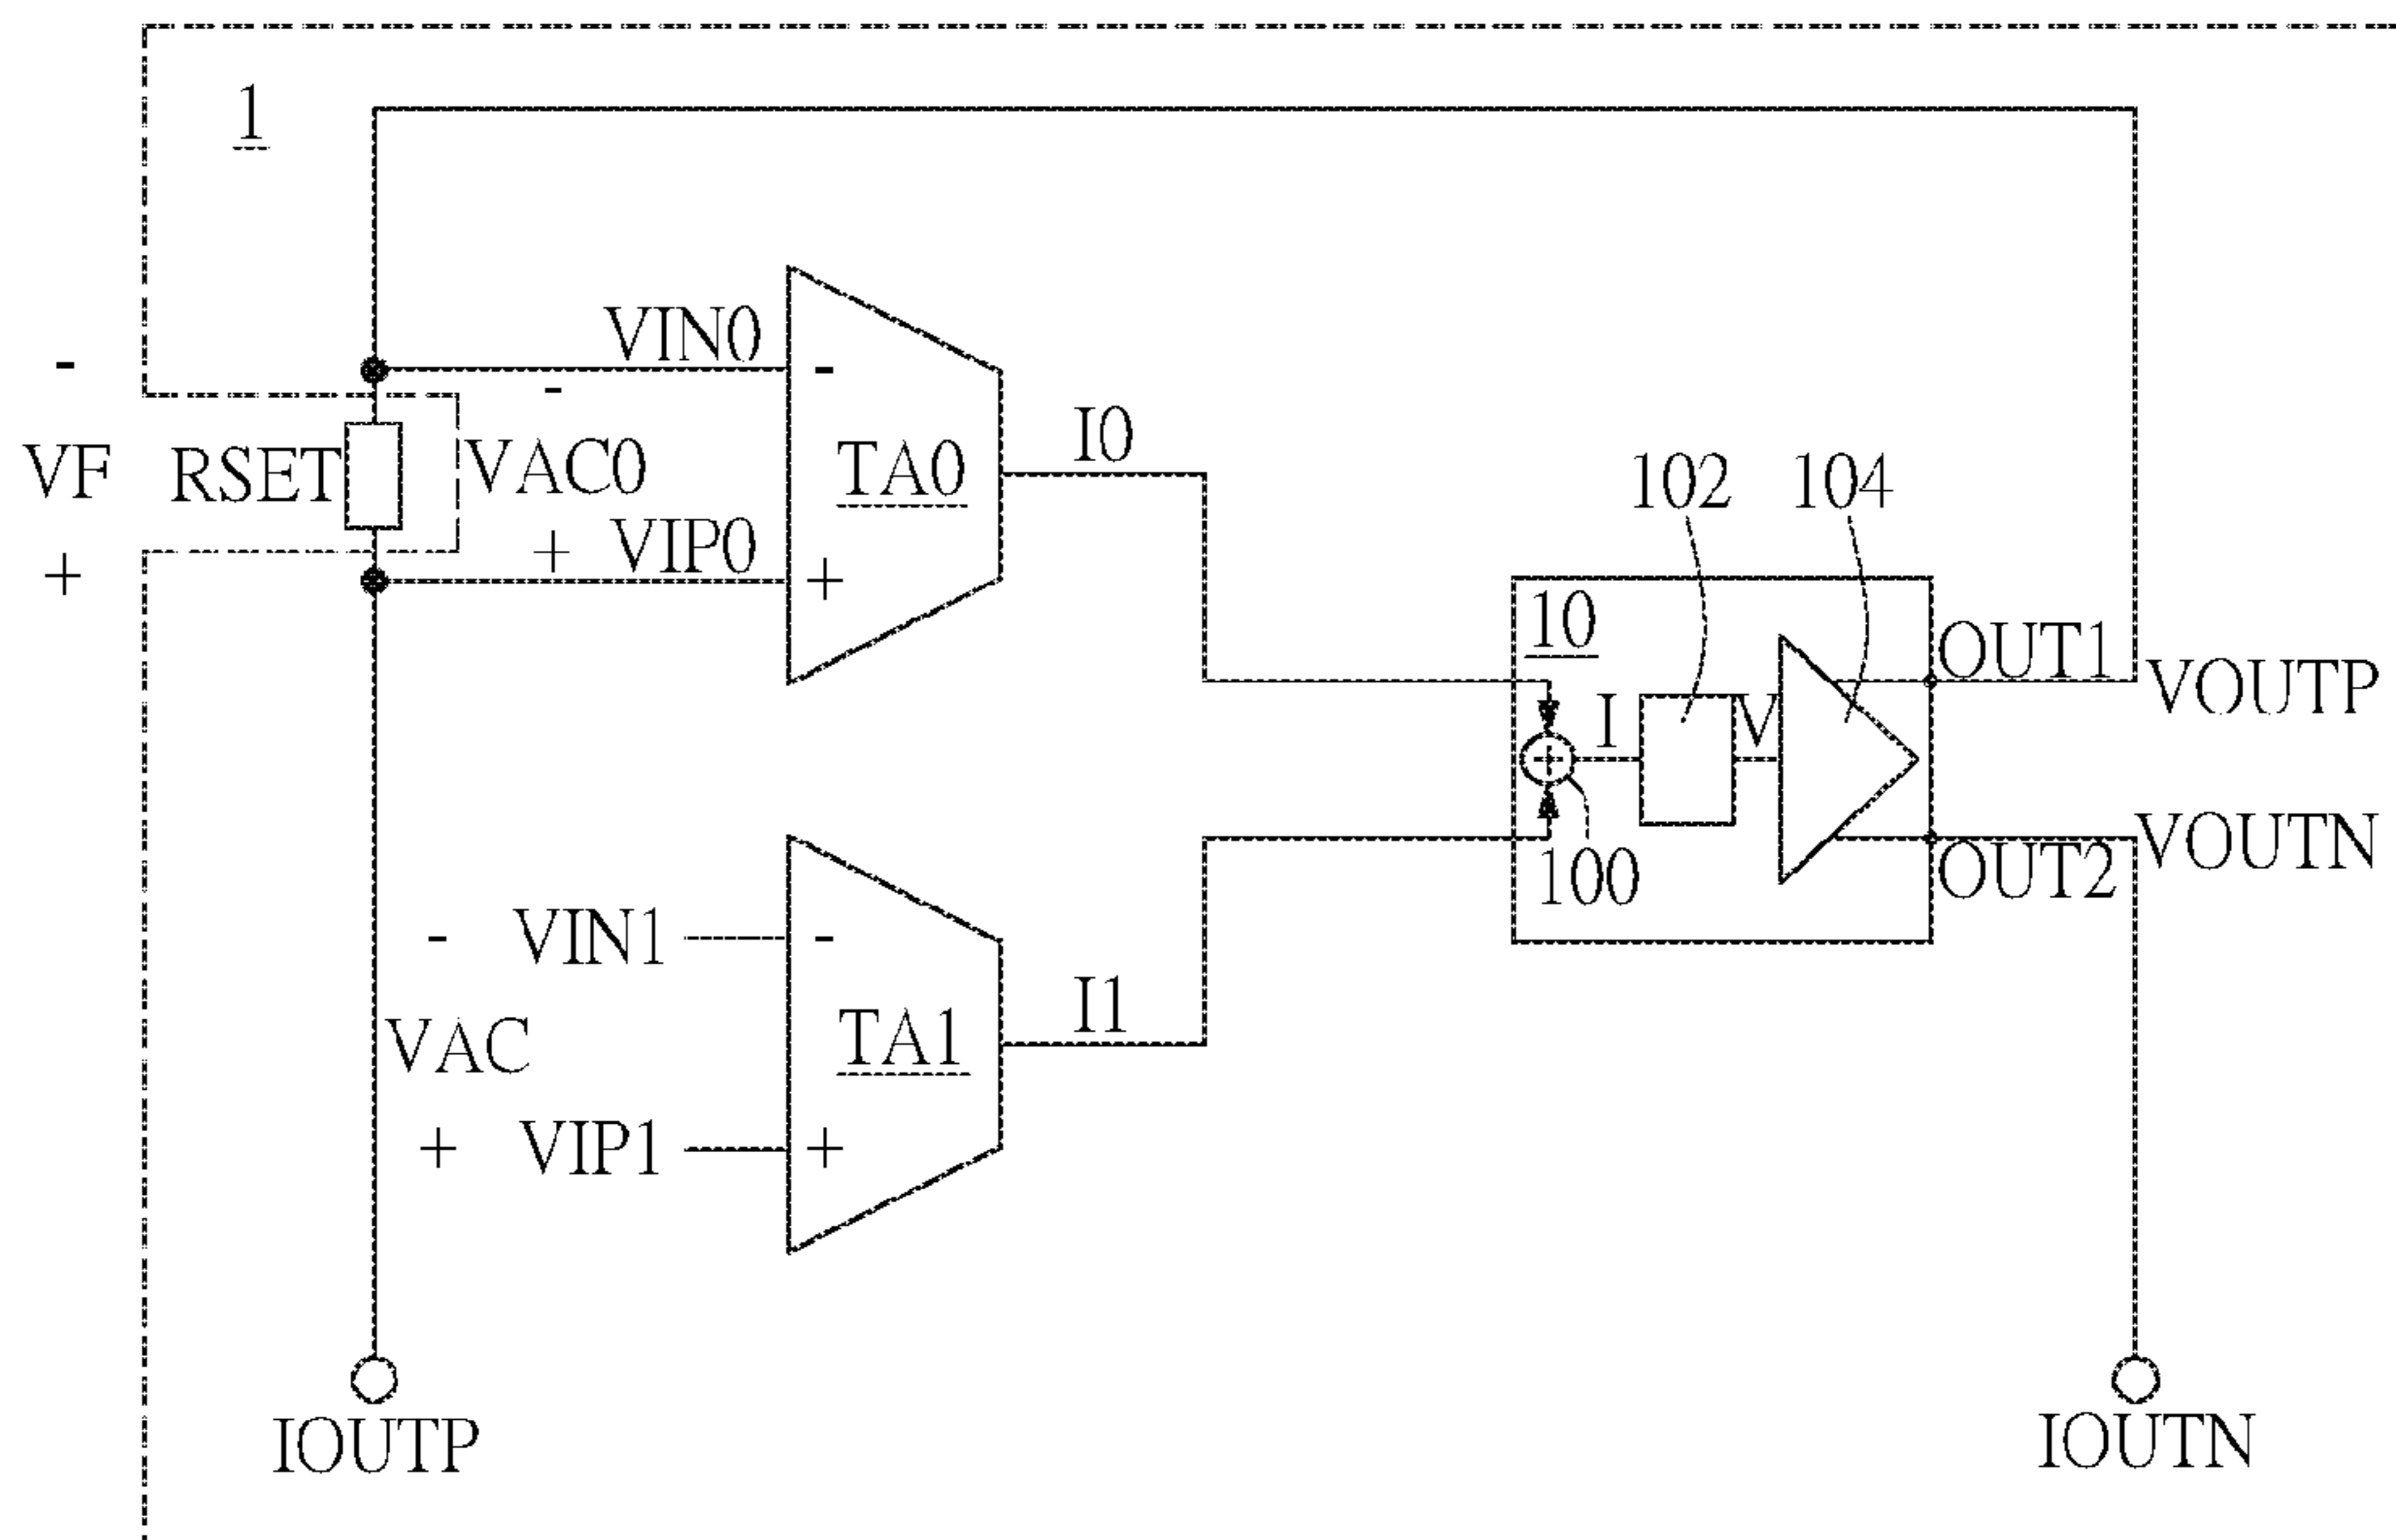 1
VIN0
-
-
-
I0
VF
RSET
VAC0
TA0
102
104
+
+
VIP0
+
10
OUT1
VOUTP
I
V
+
VOUTN
100
OUT2
-
VIN1
-
I1
VAC
TA1
+
VIP1
+
IOUTP
IOUTN